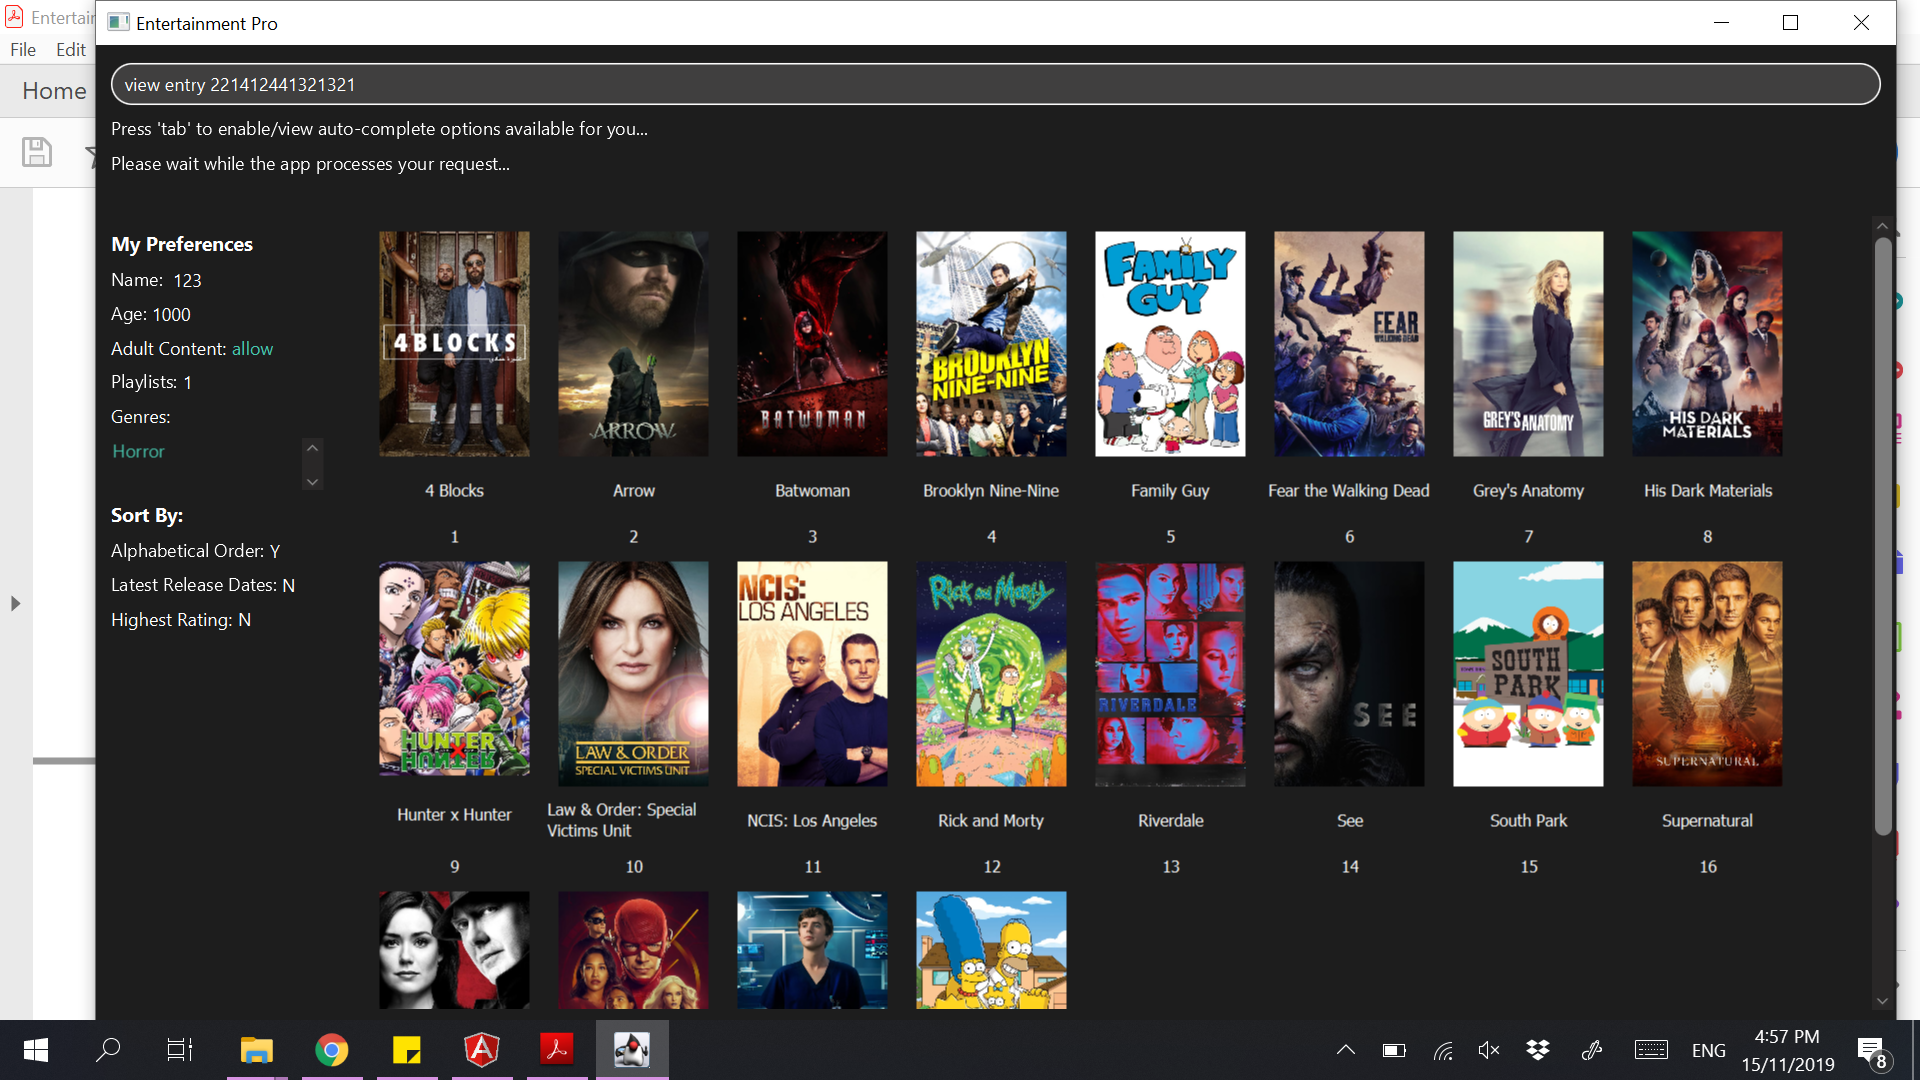 Entertainment Pro
Entertain
File Edit
Home
view entry 221412441321321
Press 'tab' to enable/view auto-complete options available for you...
Please wait while the app processes your request...
My Preferences
Name: 123
Age: 1000
Adult Content: allow
Playlists: 1
Genres:
Horror
Sort By:
Alphabetical Order: Y
Latest Release Dates: N
Highest Rating: N
4BLOCKS
ARROW
BATWOMAN
BROOKLYN
NINE-NINE
FAMILY
GUY
FEAR
WALKING DEAD
GREY'S ANATOMY
HIS DARK
MATERIALS
4 Blocks
Arrow
Batwoman
Brooklyn Nine-Nine
Family Guy
Fear the Walking Dead
Grey's Anatomy
His Dark Materials
1
2
3
4
5
6
7
8
HUNTER
HUNTER
LAW & ORDER
SPECIAL VICTIMS UNIT
NCIS:
LOS ANGELES
Rick and Morty
RIVERDALE
SEE
SOUTH
PARK
SUPERNATURAL
Hunter x Hunter
Law & Order: Special
Victims Unit
NCIS: Los Angeles
Rick and Morty
Riverdale
See
South Park
Supernatural
9
10
11
12
13
14
15
16
ENG
4:57 PM
15/11/2019
8